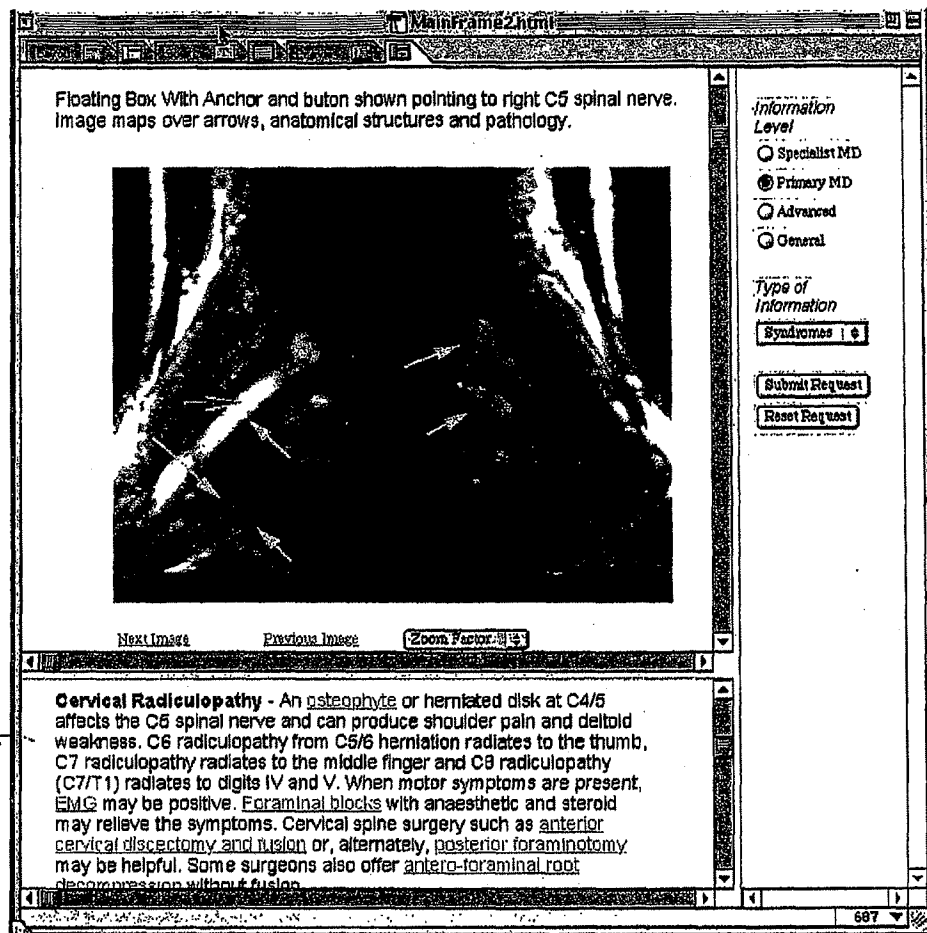 MainFrame2.html
Floating Box With Anchor and buton shown pointing to right C5 spinal nerve.
Image maps over arrows, anatomical structures and pathology.
Information
Level
Specialist MD
Primary MD
Advanced
General
Type of
Information
Syndromes
Submit Request
Reset Request
Next Image
Previous Image
Zoom Factor
Cervical Radiculopathy - An osteophyte or herniated disk at C4/5
affects the C5 spinal nerve and can produce shoulder pain and deltoid
weakness. C6 radiculopathy from C5/6 herniation radiates to the thumb,
C7 radiculopathy radiates to the middle finger and C8 radiculopathy
(C7/T1) radiates to digits IV and V. When motor symptoms are present,
EMG may be positive. Foraminal blocks with anaesthetic and steroid
may relieve the symptoms. Cervical spine surgery such as anterior
cervical discectomy and fusion or, alternately, posterior foraminotomy
may be helpful. Some surgeons also offer antero-foraminal root
decompression without fusion
687